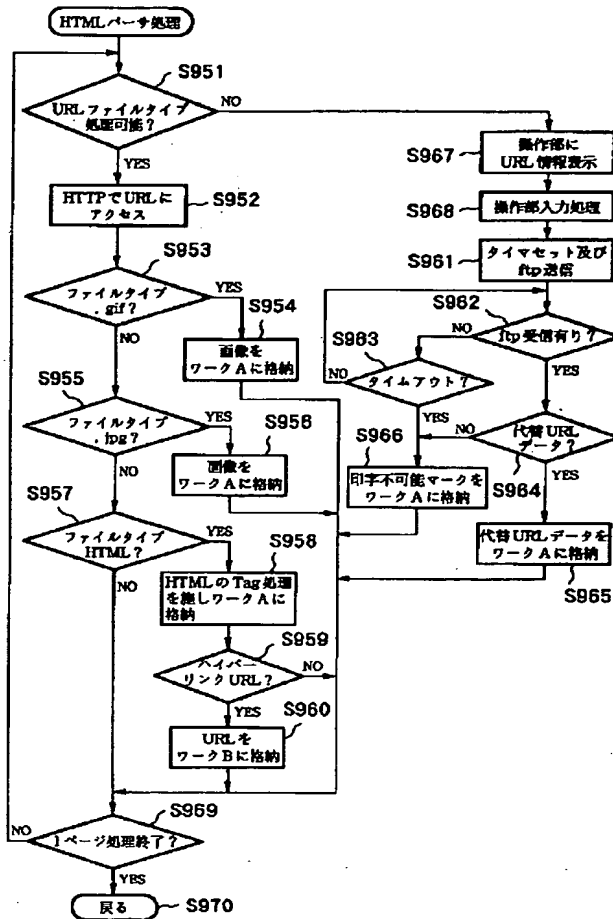 HTMLパーサ処理
S951
URLファイルタイプ
処理可能？
NO
YES
HTTPでURLに
アクセス
S952
S953
ファイルタイプ
.gif？
YES
NO
S954
画像を
ワークAに格納
S955
ファイルタイプ
.jpg？
YES
NO
S956
画像を
ワークAに格納
S957
ファイルタイプ
HTML？
YES
NO
S958
HTMLのTag処理
を施しワークAに
格納
S959
ハイパー
リンクURL？
NO
YES
S960
URLを
ワークBに格納
S967
操作部に
URL情報表示
S968
操作部入力処理
S961
タイマセット及び
ftp送信
S962
ftp受信有り？
NO
YES
S963
タイムアウト？
NO
YES
代替URL
データ？
NO
S964
YES
S966
印字不可能マークを
ワークAに格納
代替URLデータを
ワークAに格納
S965
S969
1ページ処理終了？
NO
YES
戻る
S970